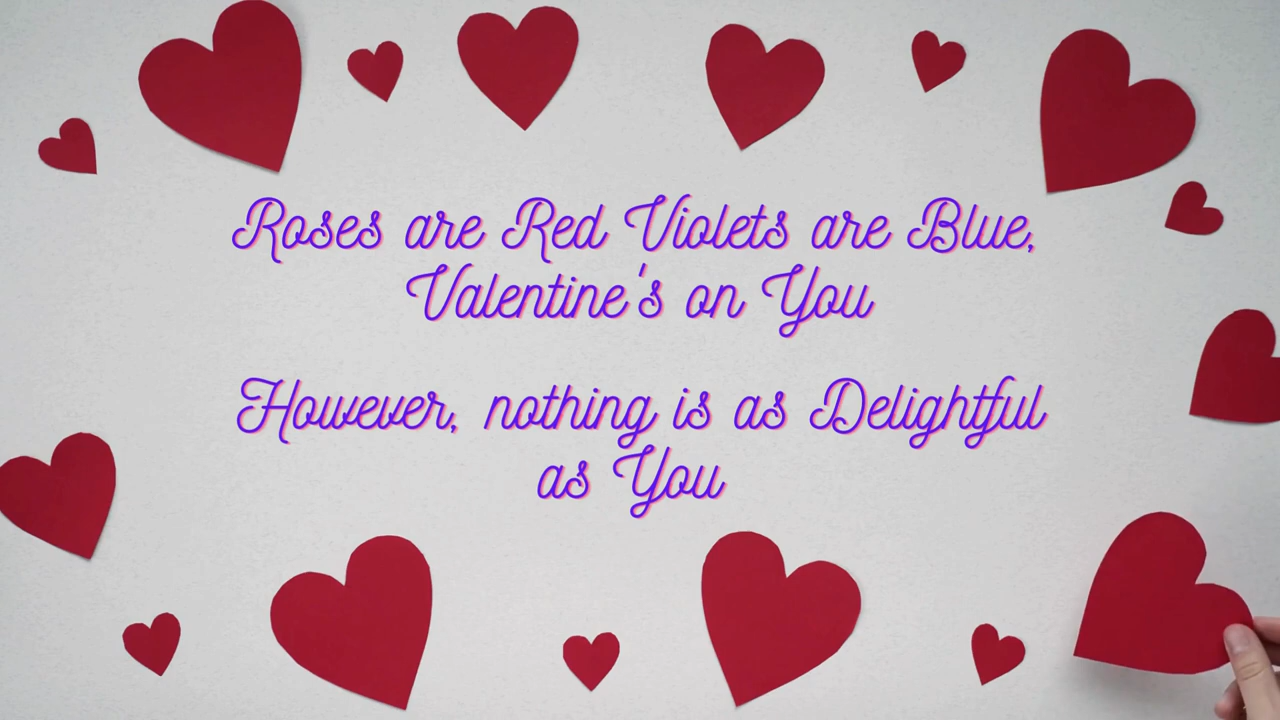 Roses are Red Violets are Blue,
Valentine's on You
However, nothing is as Delightful
as You